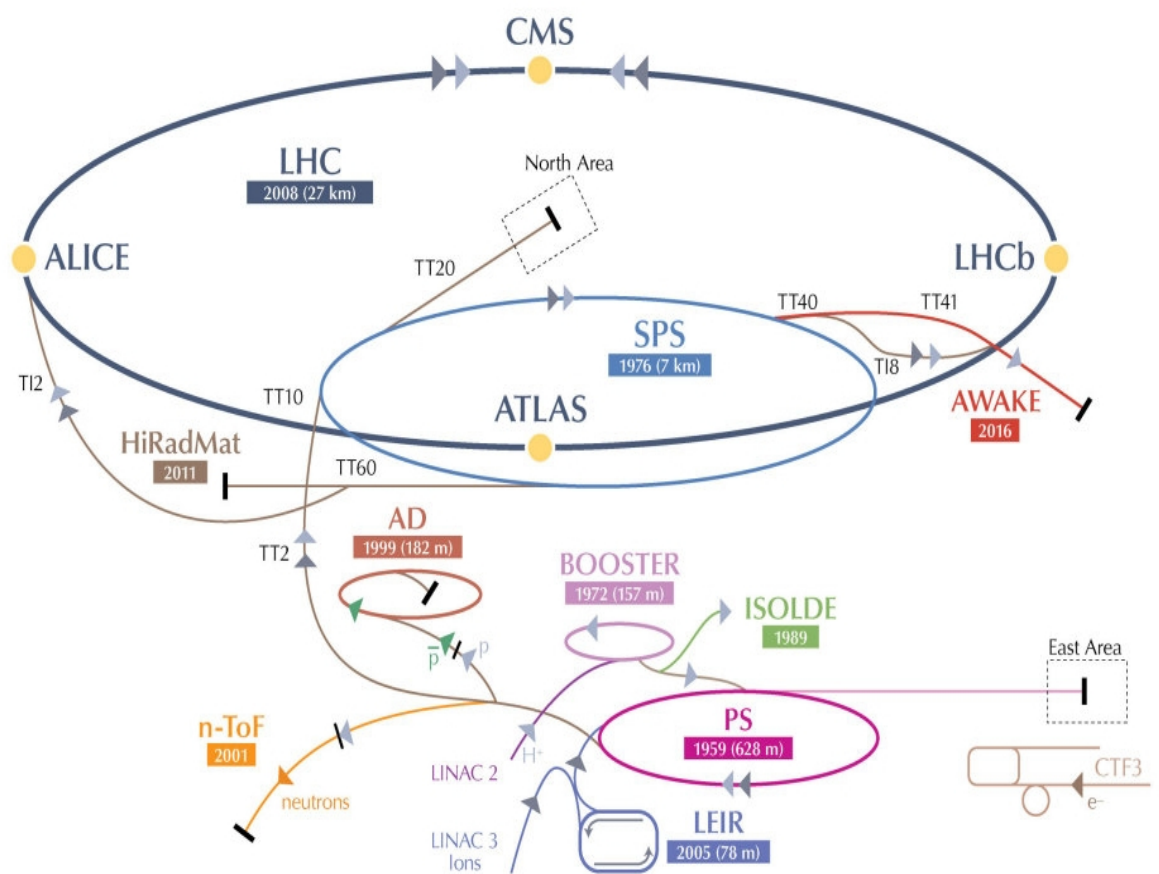 CMS
LHC
2008 (27 km)
North Area
ALICE
LHCb
TT20
TT40
TT41
SPS
1976 (7 km)
TI8
TI2
TT10
ATLAS
AWAKE
2016
HiRadMat
2011
TT60
AD
1999 (182 m)
TT2
BOOSTER
1972 (157 m)
ISOLDE
1989
p̄
p
East Area
n-ToF
2001
PS
1959 (628 m)
H⁺
LINAC 2
neutrons
CTF3
e⁻
LEIR
2005 (78 m)
LINAC 3
Ions